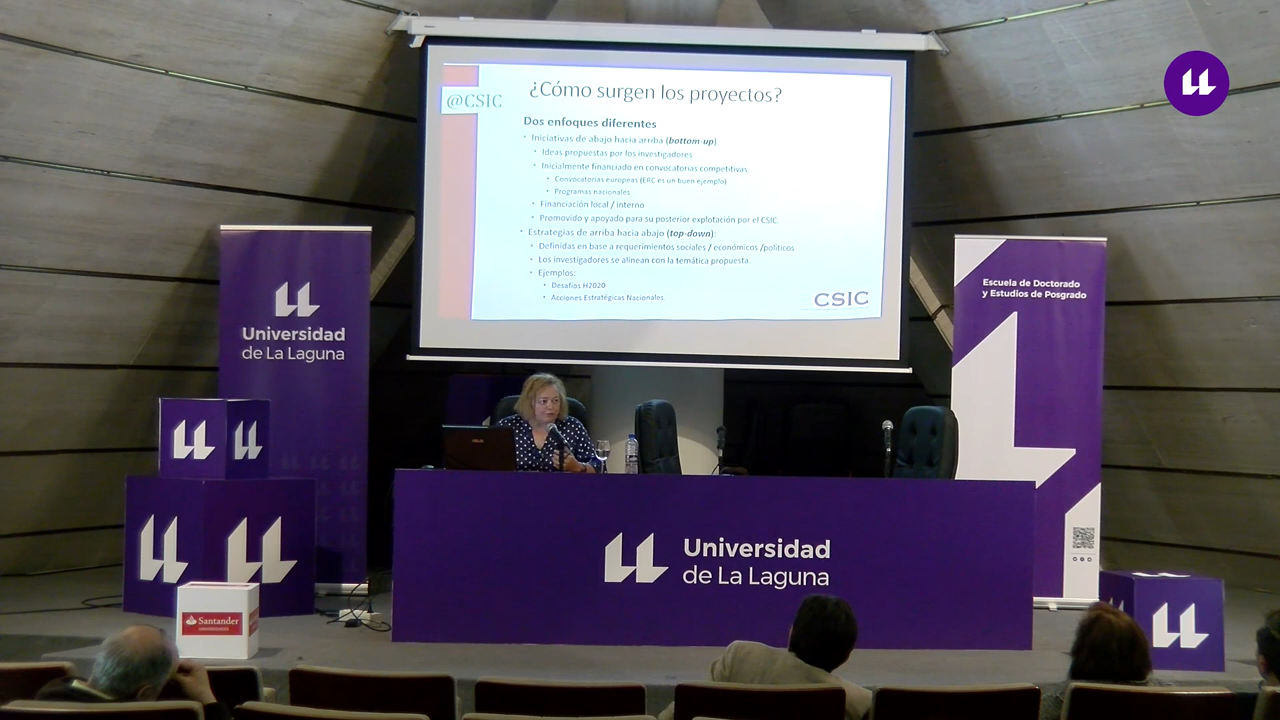 @CSIC
¿Cómo surgen los proyectos?
Dos enfoques diferentes
Iniciativas de abajo hacia arriba (bottom-up)
Ideas propuestas por los investigadores
Inicialmente financiado en convocatorias competitivas
Convocatorias europeas (ERC es un buen ejemplo)
Programas nacionales
Financiación local / interno
Promovido y apoyado para su posterior explotación por el CSIC.
Estrategias de arriba hacia abajo (top-down):
Definidas en base a requerimientos sociales / económicos /políticos
Los investigadores se alinean con la temática propuesta.
Ejemplos:
Desafíos H2020
Acciones Estratégicas Nacionales
CSIC
Universidad
de La Laguna
Escuela de Doctorado
y Estudios de Posgrado
Universidad
de La Laguna
Santander